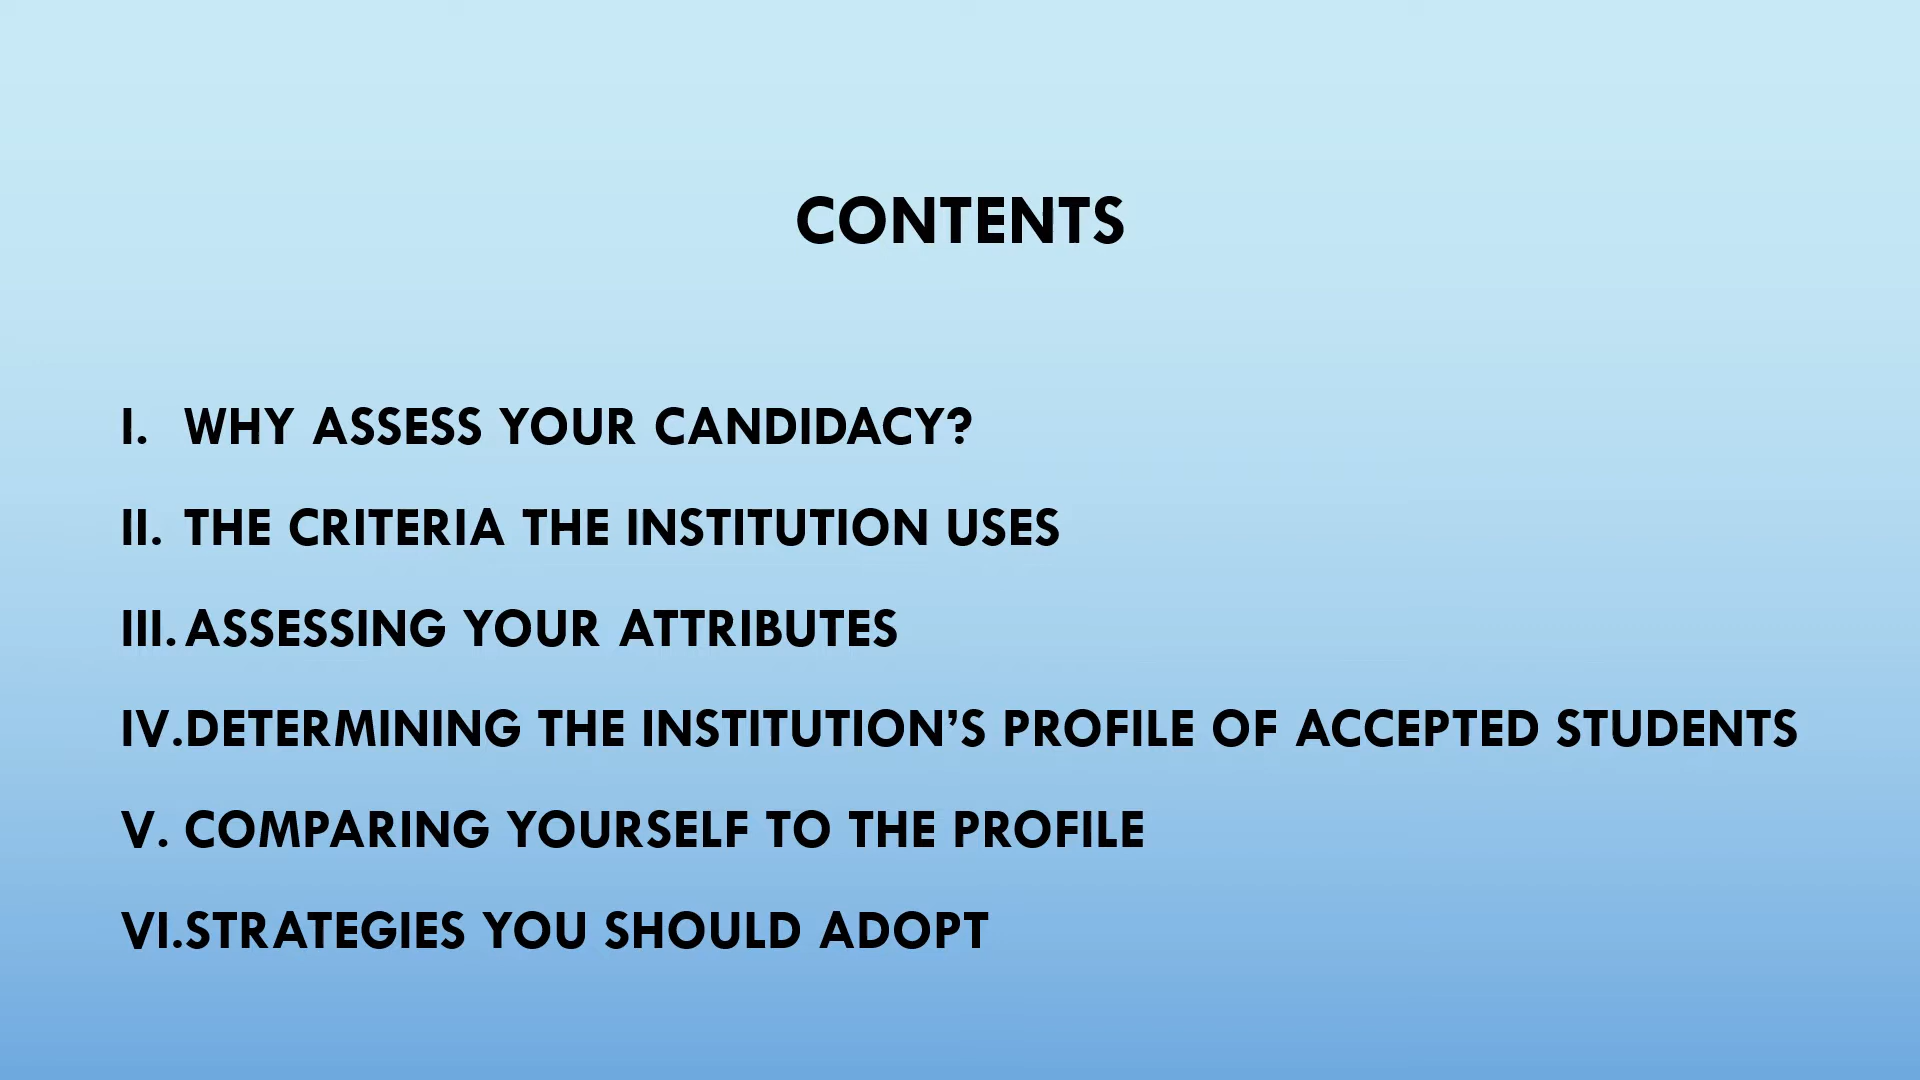 CONTENTS
I. WHY ASSESS YOUR CANDIDACY?
II. THE CRITERIA THE INSTITUTION USES
III. ASSESSING YOUR ATTRIBUTES
IV. DETERMINING THE INSTITUTION’S PROFILE OF ACCEPTED STUDENTS
V. COMPARING YOURSELF TO THE PROFILE
VI. STRATEGIES YOU SHOULD ADOPT